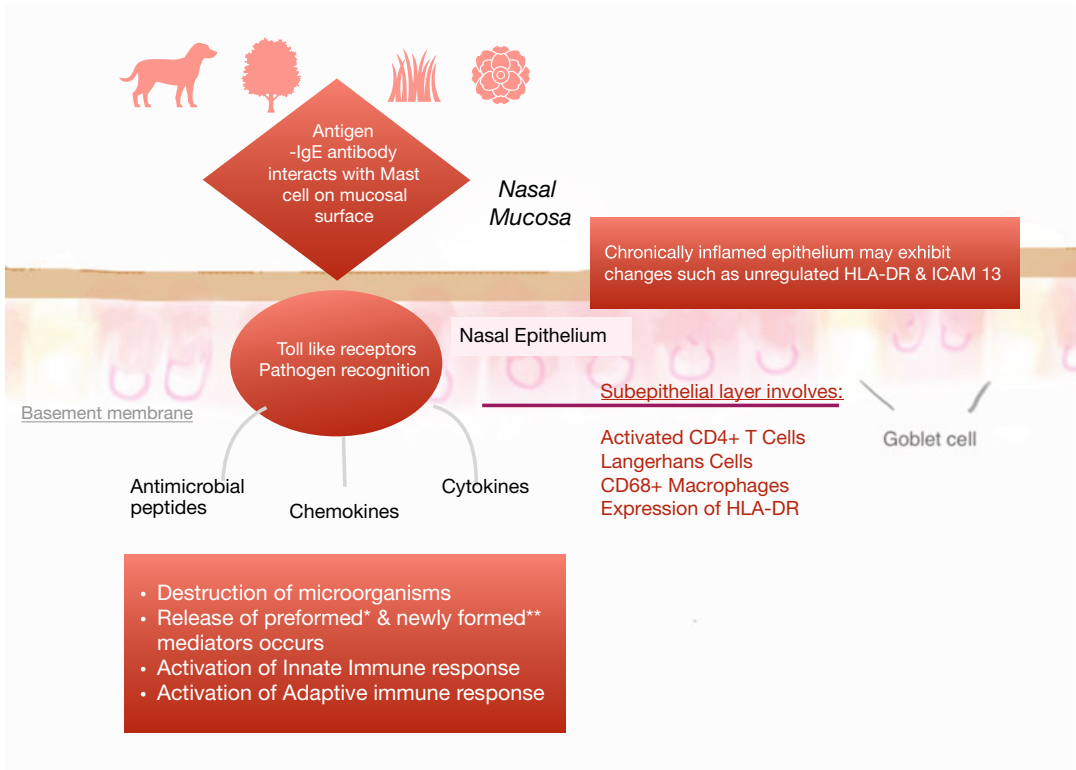 Antigen
-IgE antibody
interacts with Mast
cell on mucosal
surface
Nasal
Mucosa
Chronically inflamed epithelium may exhibit
changes such as unregulated HLA-DR & ICAM 13
Toll like receptors
Pathogen recognition
Nasal Epithelium
Basement membrane
Subepithelial layer involves:
Activated CD4+ T Cells
Langerhans Cells
CD68+ Macrophages
Expression of HLA-DR
Goblet cell
Antimicrobial
peptides
Chemokines
Cytokines
• Destruction of microorganisms
• Release of preformed* & newly formed**
mediators occurs
• Activation of Innate Immune response
• Activation of Adaptive immune response